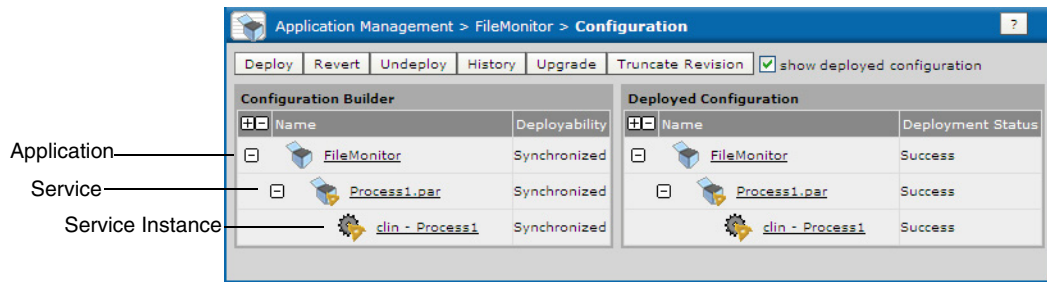 Application Management > FileMonitor > Configuration ?
Deploy Revert Undeploy History Upgrade Truncate Revision show deployed configuration
Configuration Builder Deployed Configuration
Name Deployability Name Deployment Status
Application FileMonitor Synchronized FileMonitor Success
Service Process1.par Synchronized Process1.par Success
Service Instance clin - Process1 Synchronized clin - Process1 Success